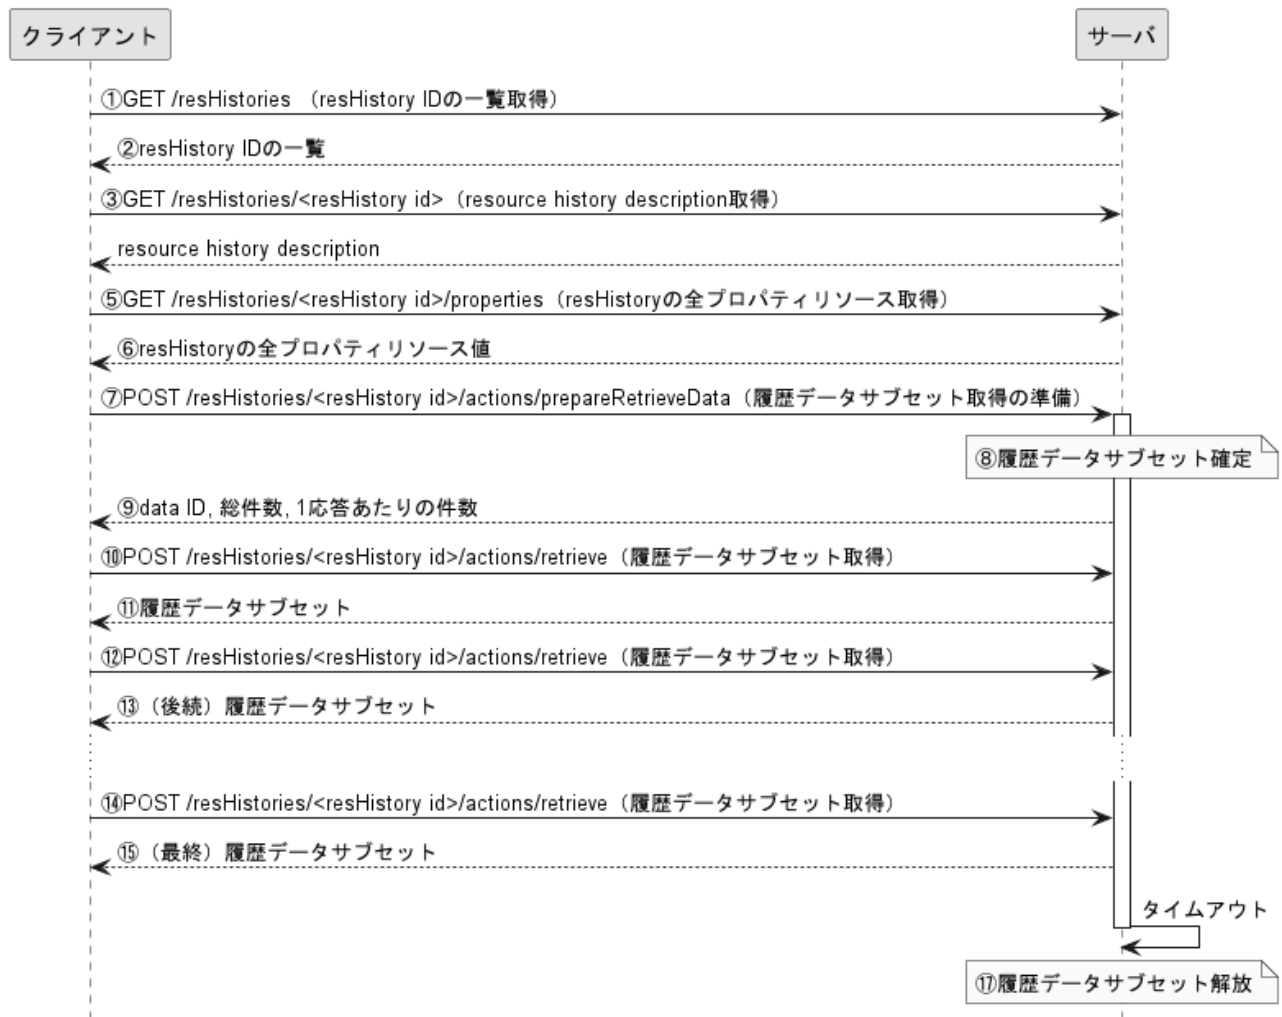 クライアント
サーバ
①GET /resHistories （resHistory IDの一覧取得）
②resHistory IDの一覧
③GET /resHistories/<resHistory id>（resource history description取得）
resource history description
⑤GET /resHistories/<resHistory id>/properties（resHistoryの全プロパティリソース取得）
⑥resHistoryの全プロパティリソース値
⑦POST /resHistories/<resHistory id>/actions/prepareRetrieveData（履歴データサブセット取得の準備）
⑧履歴データサブセット確定
⑨data ID, 総件数, 1応答あたりの件数
⑩POST /resHistories/<resHistory id>/actions/retrieve（履歴データサブセット取得）
⑪履歴データサブセット
⑫POST /resHistories/<resHistory id>/actions/retrieve（履歴データサブセット取得）
⑬（後続）履歴データサブセット
⑭POST /resHistories/<resHistory id>/actions/retrieve（履歴データサブセット取得）
⑮（最終）履歴データサブセット
タイムアウト
⑰履歴データサブセット解放